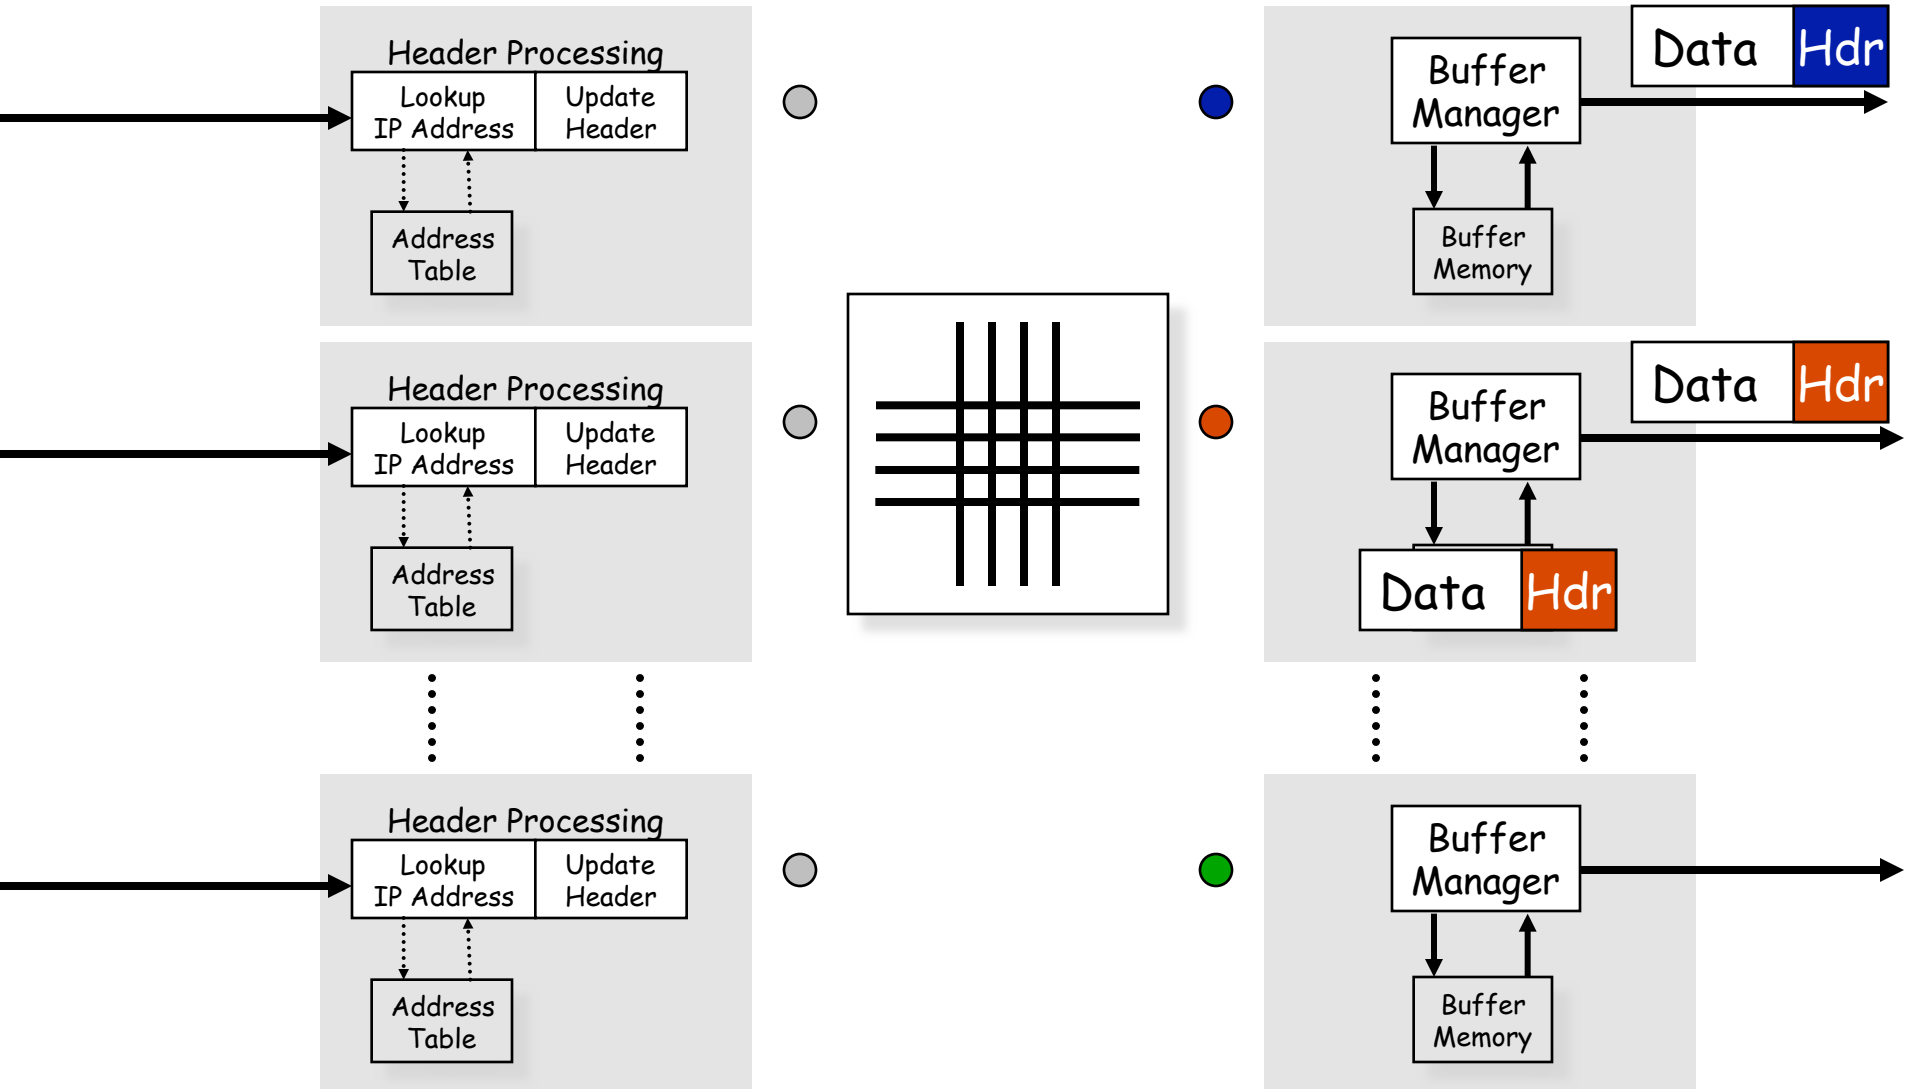 Header Processing
Lookup
IP Address
Update
Header
Address
Table
Buffer
Manager
Buffer
Memory
Data Hdr
Header Processing
Lookup
IP Address
Update
Header
Address
Table
Buffer
Manager
Data Hdr
Data Hdr
Header Processing
Lookup
IP Address
Update
Header
Address
Table
Buffer
Manager
Buffer
Memory